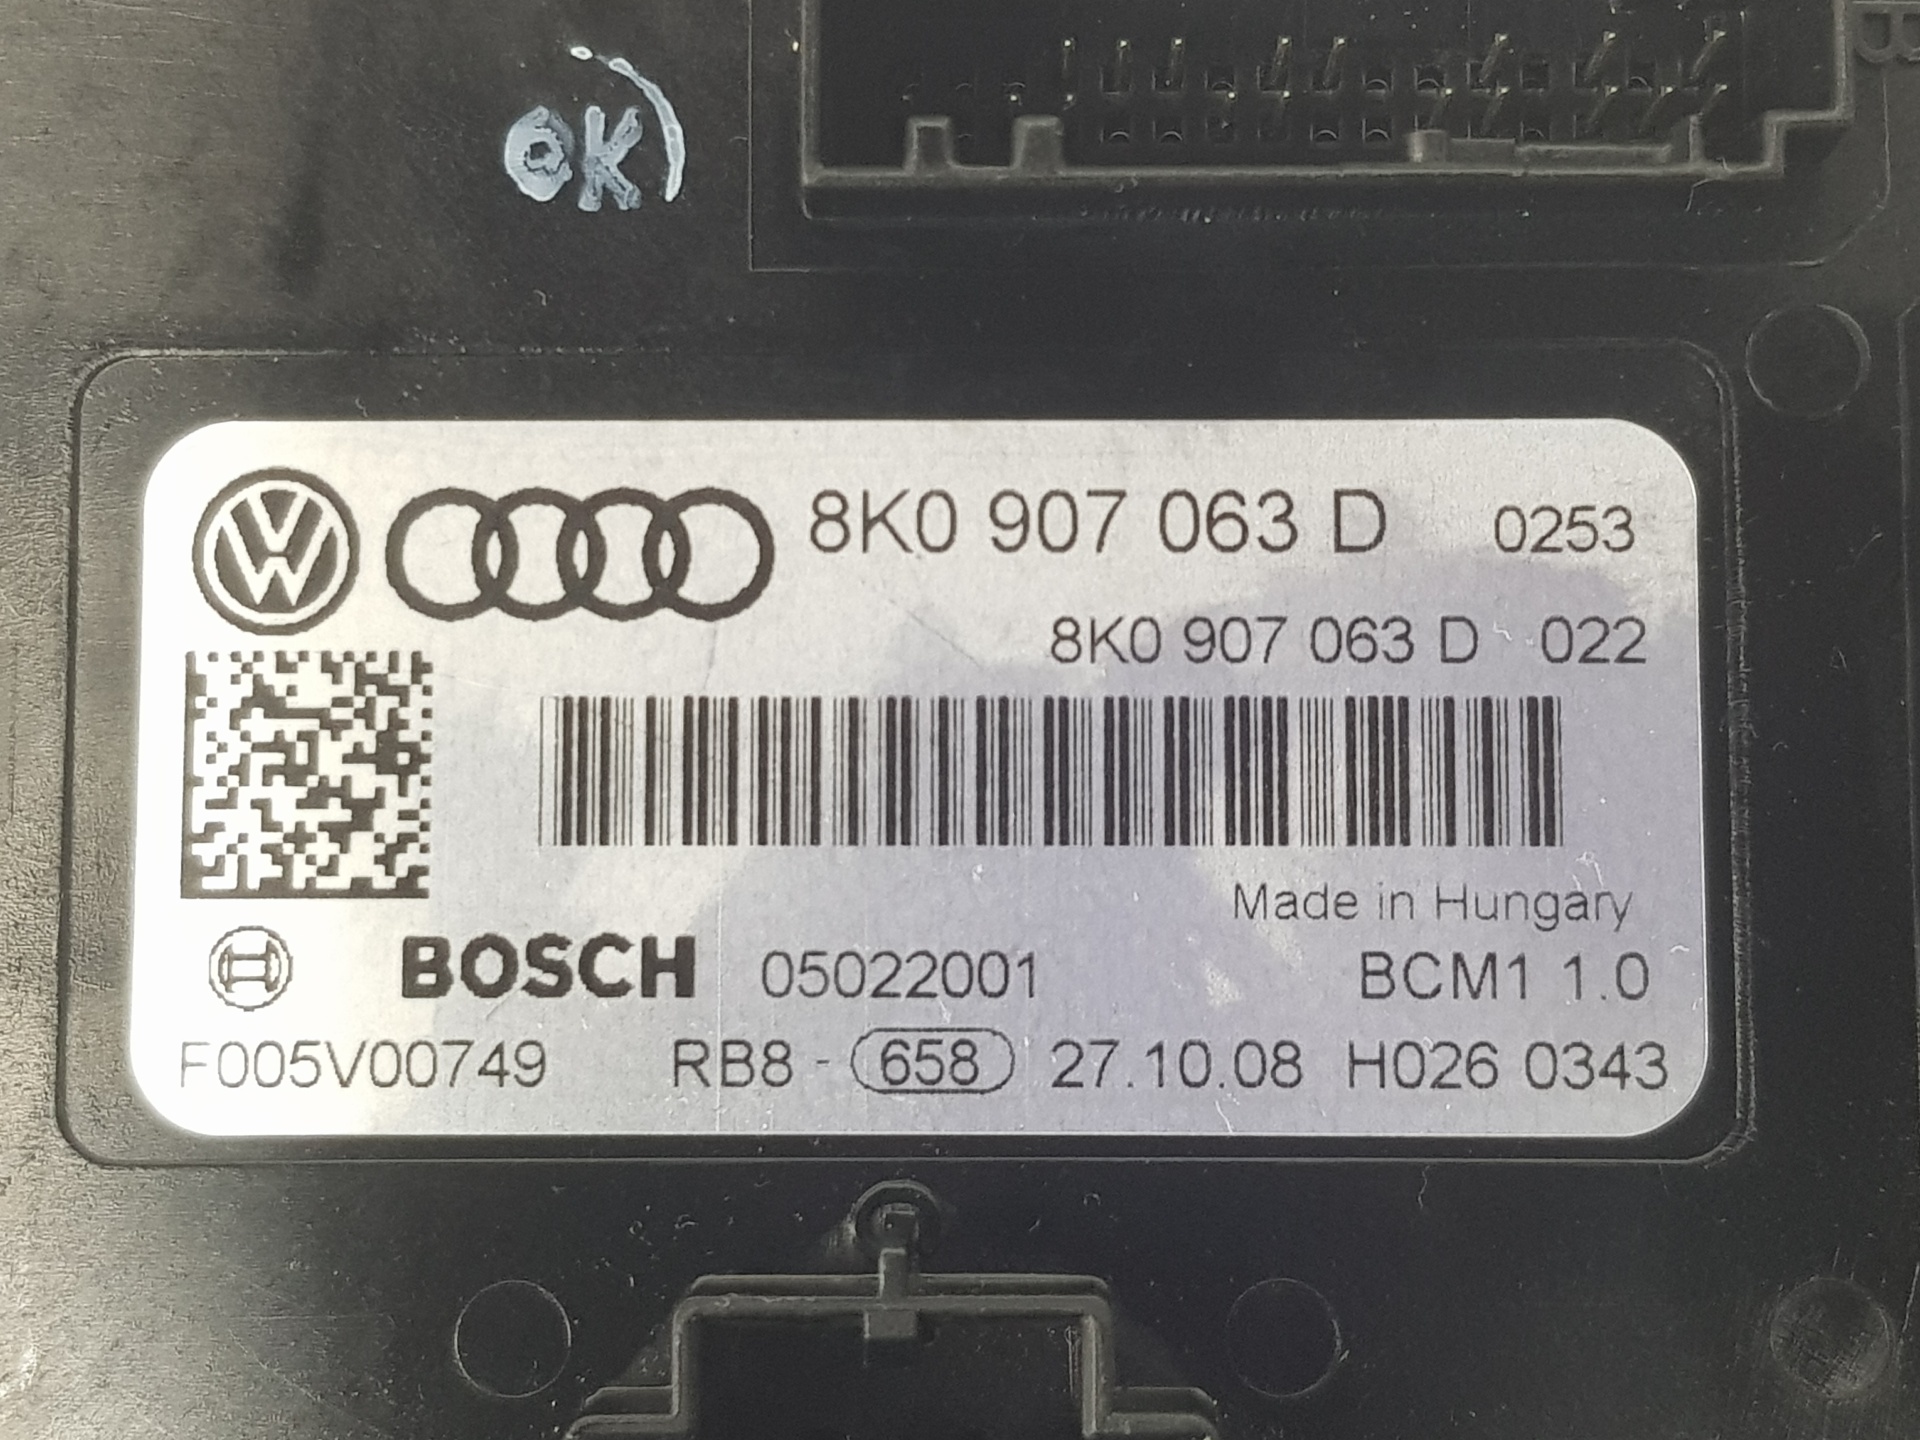 OK)
8K0 907 063 D 0253
8K0 907 063 D 022
Made in Hungary
BOSCH 05022001 BCM1 1.0
F005V00749 RB8 - 658 27.10.08 H026 0343